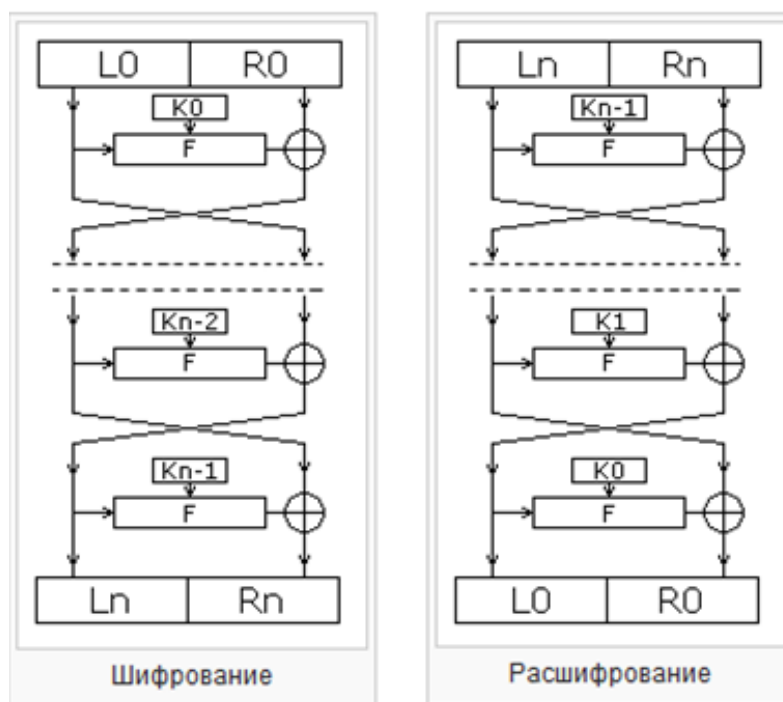 L0 R0
K0
F
Kn-2
F
Kn-1
F
Ln Rn
Шифрование
Ln Rn
Kn-1
F
K1
F
K0
F
L0 R0
Расшифрование